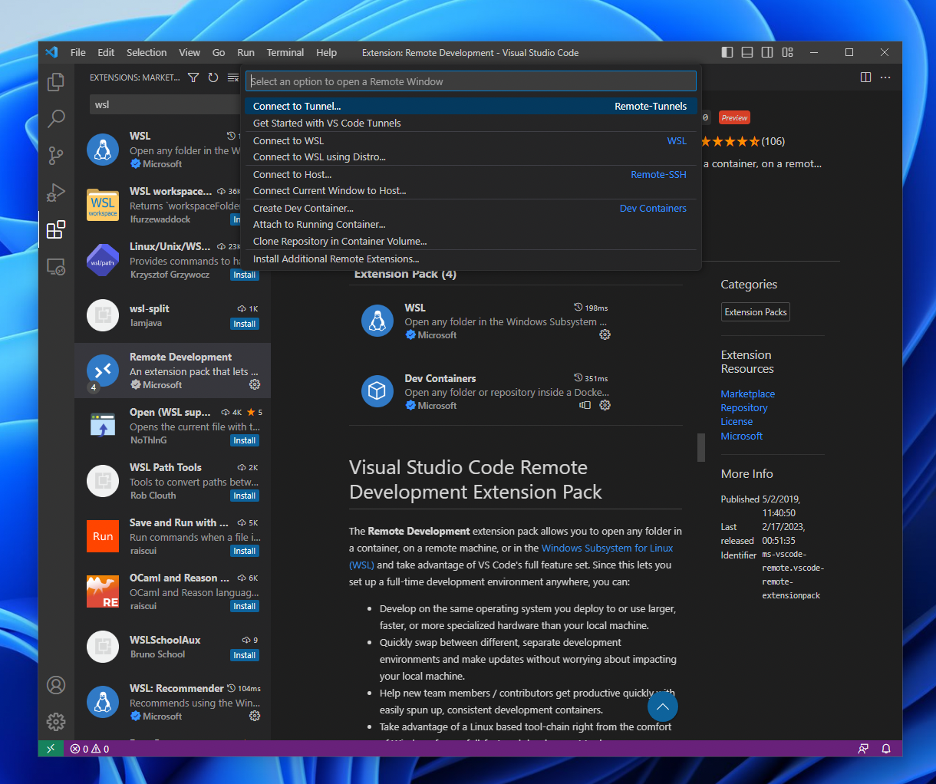 File Edit Selection View Go Run Terminal Help Extension: Remote Development - Visual Studio Code
EXTENSIONS: MARKET...
wsl
WSL
Open any folder in the W
Microsoft
WSL workspace... 36K
Returns `workspaceFolde
lfurzewaddock
Linux/Unix/WS... 23K
Provides commands to h
Krzysztof Grzywocz Install
wsl-split 1K
Iamjava Install
Remote Development
An extension pack that lets ...
Microsoft
4
Open (WSL sup... 4K 5
Opens the current file with t...
NoThInG Install
WSL Path Tools 2K
Tools to convert paths betw...
Rob Clouth Install
Save and Run with ... 5K
Run commands when a file i...
raiscui Install
Run
OCaml and Reason ... 6K
OCaml and Reason languag...
raiscui Install
RE
WSLSchoolAux 9
Bruno School Install
WSL: Recommender 104ms
Recommends using the Win...
Microsoft
WSL
workspace
wsl/path
Select an option to open a Remote Window
Connect to Tunnel... Remote-Tunnels
Get Started with VS Code Tunnels
Connect to WSL WSL
Connect to WSL using Distro...
Connect to Host... Remote-SSH
Connect Current Window to Host...
Create Dev Container... Dev Containers
Attach to Running Container...
Clone Repository in Container Volume...
Install Additional Remote Extensions...
Preview
(106)
a container, on a remot...
Extension Pack (4)
WSL 198ms
Open any folder in the Windows Subsystem ...
Microsoft
Dev Containers 351ms
Open any folder or repository inside a Docke...
Microsoft
Visual Studio Code Remote
Development Extension Pack
The Remote Development extension pack allows you to open any folder in
a container, on a remote machine, or in the Windows Subsystem for Linux
(WSL) and take advantage of VS Code's full feature set. Since this lets you
set up a full-time development environment anywhere, you can:
• Develop on the same operating system you deploy to or use larger,
faster, or more specialized hardware than your local machine.
• Quickly swap between different, separate development
environments and make updates without worrying about impacting
your local machine.
• Help new team members / contributors get productive quickly with
easily spun up, consistent development containers.
• Take advantage of a Linux based tool-chain right from the comfort
Categories
Extension Packs
Extension
Resources
Marketplace
Repository
License
Microsoft
More Info
Published 5/2/2019,
11:40:50
Last 2/17/2023,
released 00:51:35
Identifier ms-vscode-
remote.vscode-
remote-
extensionpack
0 0